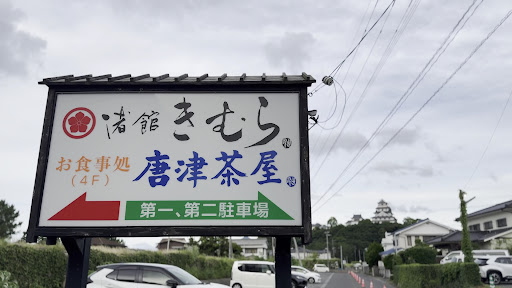 渚館 きむら
お食事処
(4F)
唐津茶屋
第一、第二駐車場